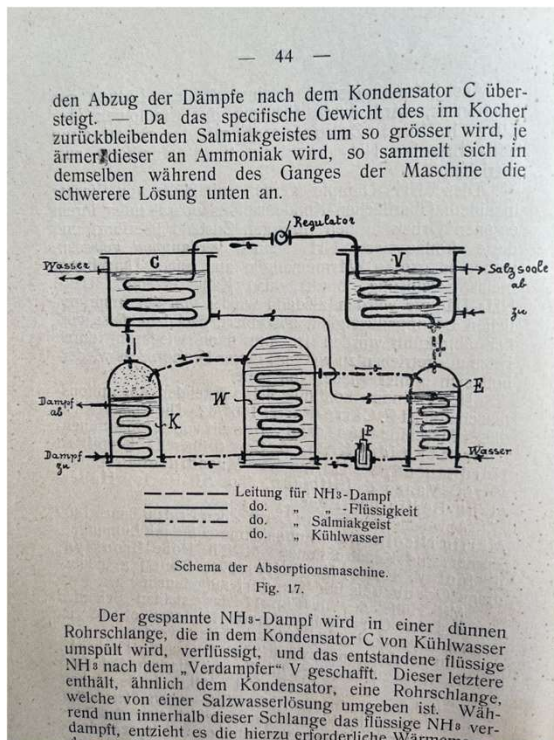 — 44 —
den Abzug der Dämpfe nach dem Kondensator C über-
steigt. — Da das specifische Gewicht des im Kocher
zurückbleibenden Salmiakgeistes um so grösser wird, je
ärmer dieser an Ammoniak wird, so sammelt sich in
demselben während des Ganges der Maschine die
schwerere Lösung unten an.
Regulator
Wasser
C
V
Salzsoole
ab
zu
Dampf
ab
K
W
E
P
Dampf
zu
Wasser
Leitung für NH3-Dampf
do. „ „ -Flüssigkeit
do. „ Salmiakgeist
do. „ Kühlwasser
Schema der Absorptionsmaschine.
Fig. 17.
Der gespannte NH3-Dampf wird in einer dünnen
Rohrschlange, die in dem Kondensator C von Kühlwasser
umspült wird, verflüssigt, und das entstandene flüssige
NH3 nach dem „Verdampfer“ V geschafft. Dieser letztere
enthält, ähnlich dem Kondensator, eine Rohrschlange,
welche von einer Salzwasserlösung umgeben ist. Wäh-
rend nun innerhalb dieser Schlange das flüssige NH3 ver-
dampft, entzieht es die hierzu erforderliche